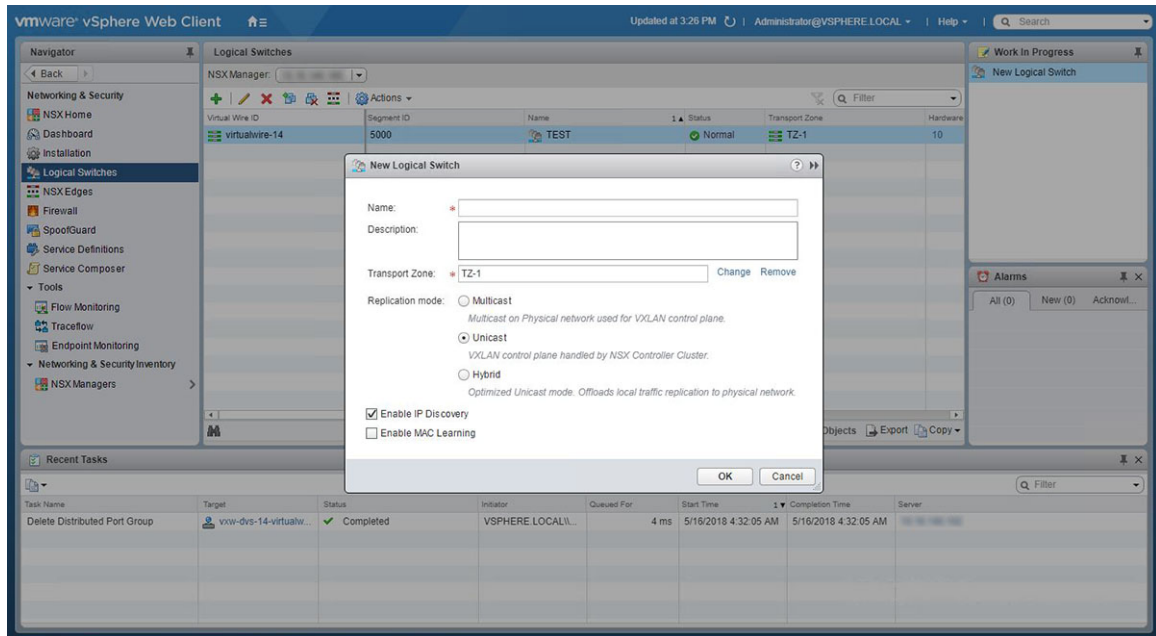 vmware® vSphere Web Client
Updated at 3:26 PM | Administrator@VSPHERE.LOCAL | Help | Search
Navigator
Back
Networking & Security
NSX Home
Dashboard
Installation
Logical Switches
NSX Edges
Firewall
SpoofGuard
Service Definitions
Service Composer
Tools
Flow Monitoring
Traceflow
Endpoint Monitoring
Networking & Security Inventory
NSX Managers
Logical Switches
NSX Manager:
Actions
Filter
Virtual Wire ID Segment ID Name 1 Status Transport Zone Hardware
virtualwire-14 5000 TEST Normal TZ-1 10
Objects Export Copy
New Logical Switch
Name: *
Description:
Transport Zone: * TZ-1 Change Remove
Replication mode: Multicast
Multicast on Physical network used for VXLAN control plane.
Unicast
VXLAN control plane handled by NSX Controller Cluster.
Hybrid
Optimized Unicast mode. Offloads local traffic replication to physical network.
Enable IP Discovery
Enable MAC Learning
OK Cancel
Work In Progress
New Logical Switch
Alarms
All (0) New (0) Acknowl...
Recent Tasks
Filter
Task Name Target Status Initiator Queued For Start Time 1 Completion Time Server
Delete Distributed Port Group vxw-dvs-14-virtualw... Completed VSPHERE.LOCAL\\... 4 ms 5/16/2018 4:32:05 AM 5/16/2018 4:32:05 AM